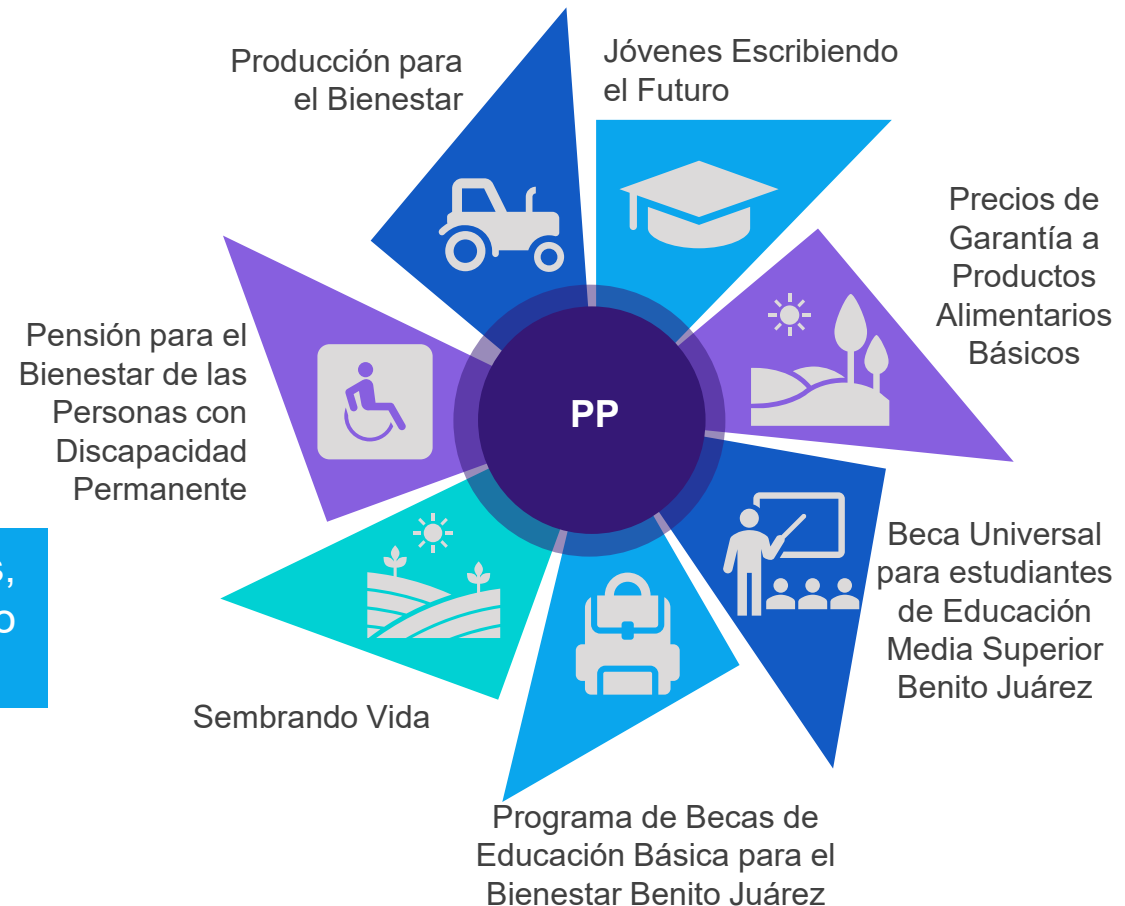 Producción para
el Bienestar
Jóvenes Escribiendo
el Futuro
Precios de
Garantía a
Productos
Alimentarios
Básicos
Pensión para el
Bienestar de las
Personas con
Discapacidad
Permanente
PP
Beca Universal
para estudiantes
de Educación
Media Superior
Benito Juárez
Sembrando Vida
Programa de Becas de
Educación Básica para el
Bienestar Benito Juárez